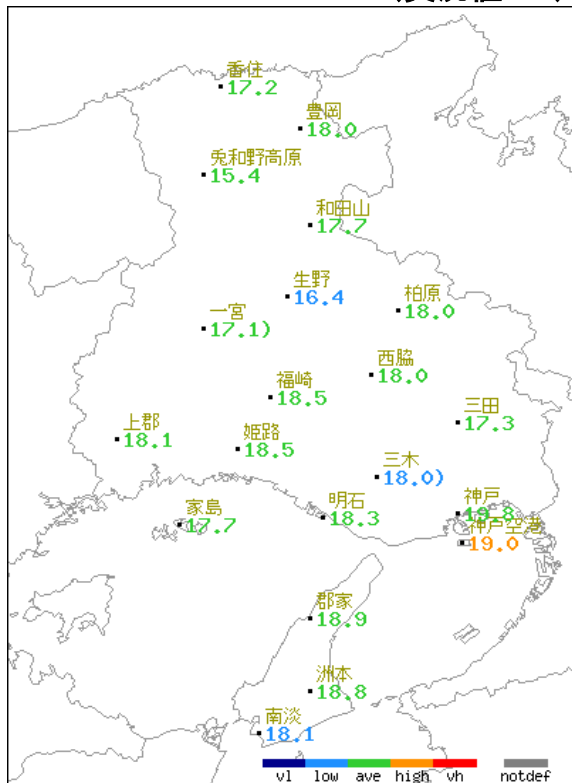 香住
17.2
豊岡
18.0
兎和野高原
15.4
和田山
17.7
生野
16.4
柏原
18.0
一宮
17.1)
西脇
18.0
福崎
18.5
三田
17.3
上郡
18.1
姫路
18.5
三木
18.0)
家島
17.7
明石
18.3
神戸
19.8
神戸空港
19.0
郡家
18.9
洲本
18.8
南淡
18.1
vl low ave high vh notdef